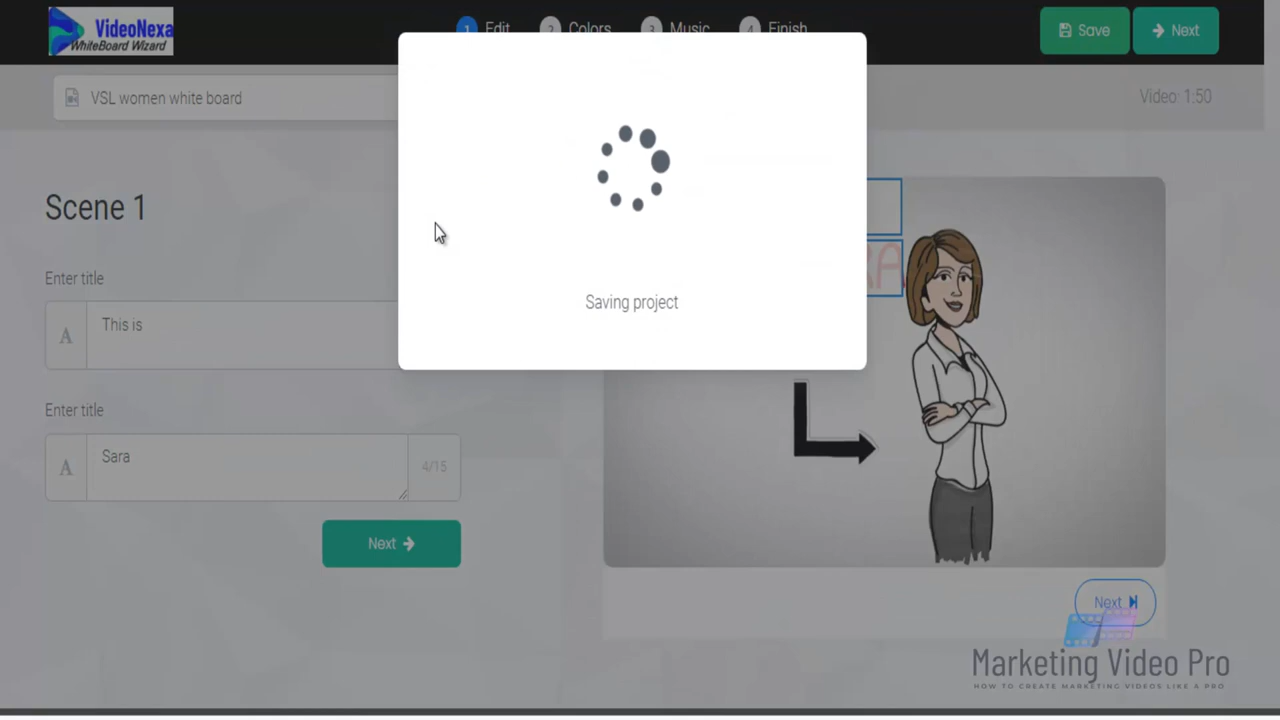 VideoNexa
WhiteBoard Wizard
1 Edit
2 Colors
3 Music
4 Finish
Save
Next
VSL women white board
Video: 1:50
Scene 1
Enter title
A
This is
Enter title
A
Sara
4/15
Next
Saving project
RA
Next
Marketing Video Pro
HOW TO CREATE MARKETING VIDEOS LIKE A PRO